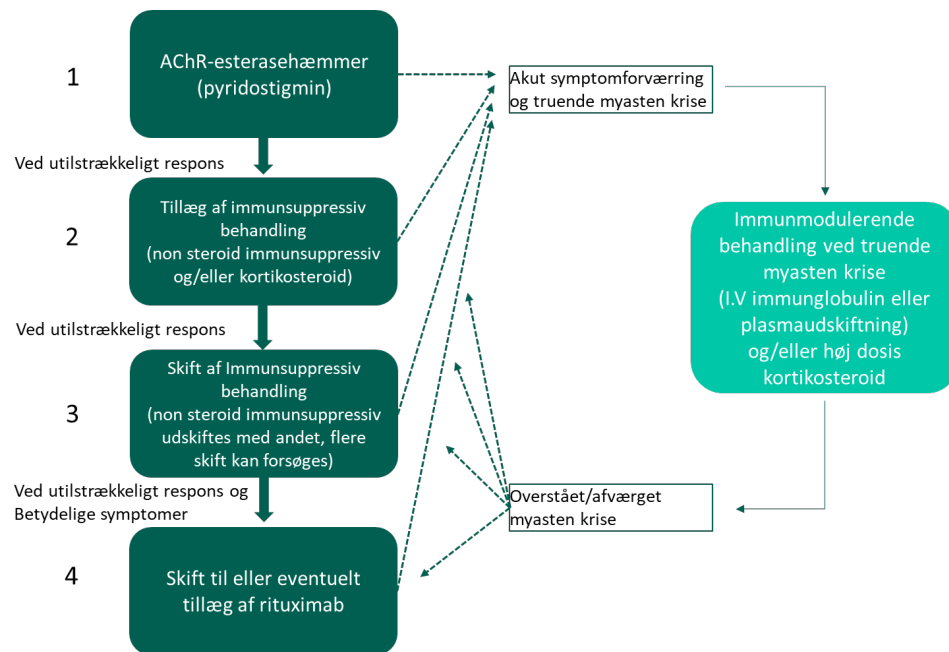 1
AChR-esterasehæmmer
(pyridostigmin)
Ved utilstrækkeligt respons
2
Tillæg af immunsuppressiv
behandling
(non steroid immunsuppressiv
og/eller kortikosteroid)
Ved utilstrækkeligt respons
3
Skift af Immunsuppressiv
behandling
(non steroid immunsuppressiv
udskiftes med andet, flere
skift kan forsøges)
Ved utilstrækkeligt respons og
Betydelige symptomer
4
Skift til eller eventuelt
tillæg af rituximab
Akut symptomforværring
og truende myasten krise
Immunmodulerende
behandling ved truende
myasten krise
(I.V immunglobulin eller
plasmaudskiftning)
og/eller høj dosis
kortikosteroid
Overstået/afværget
myasten krise